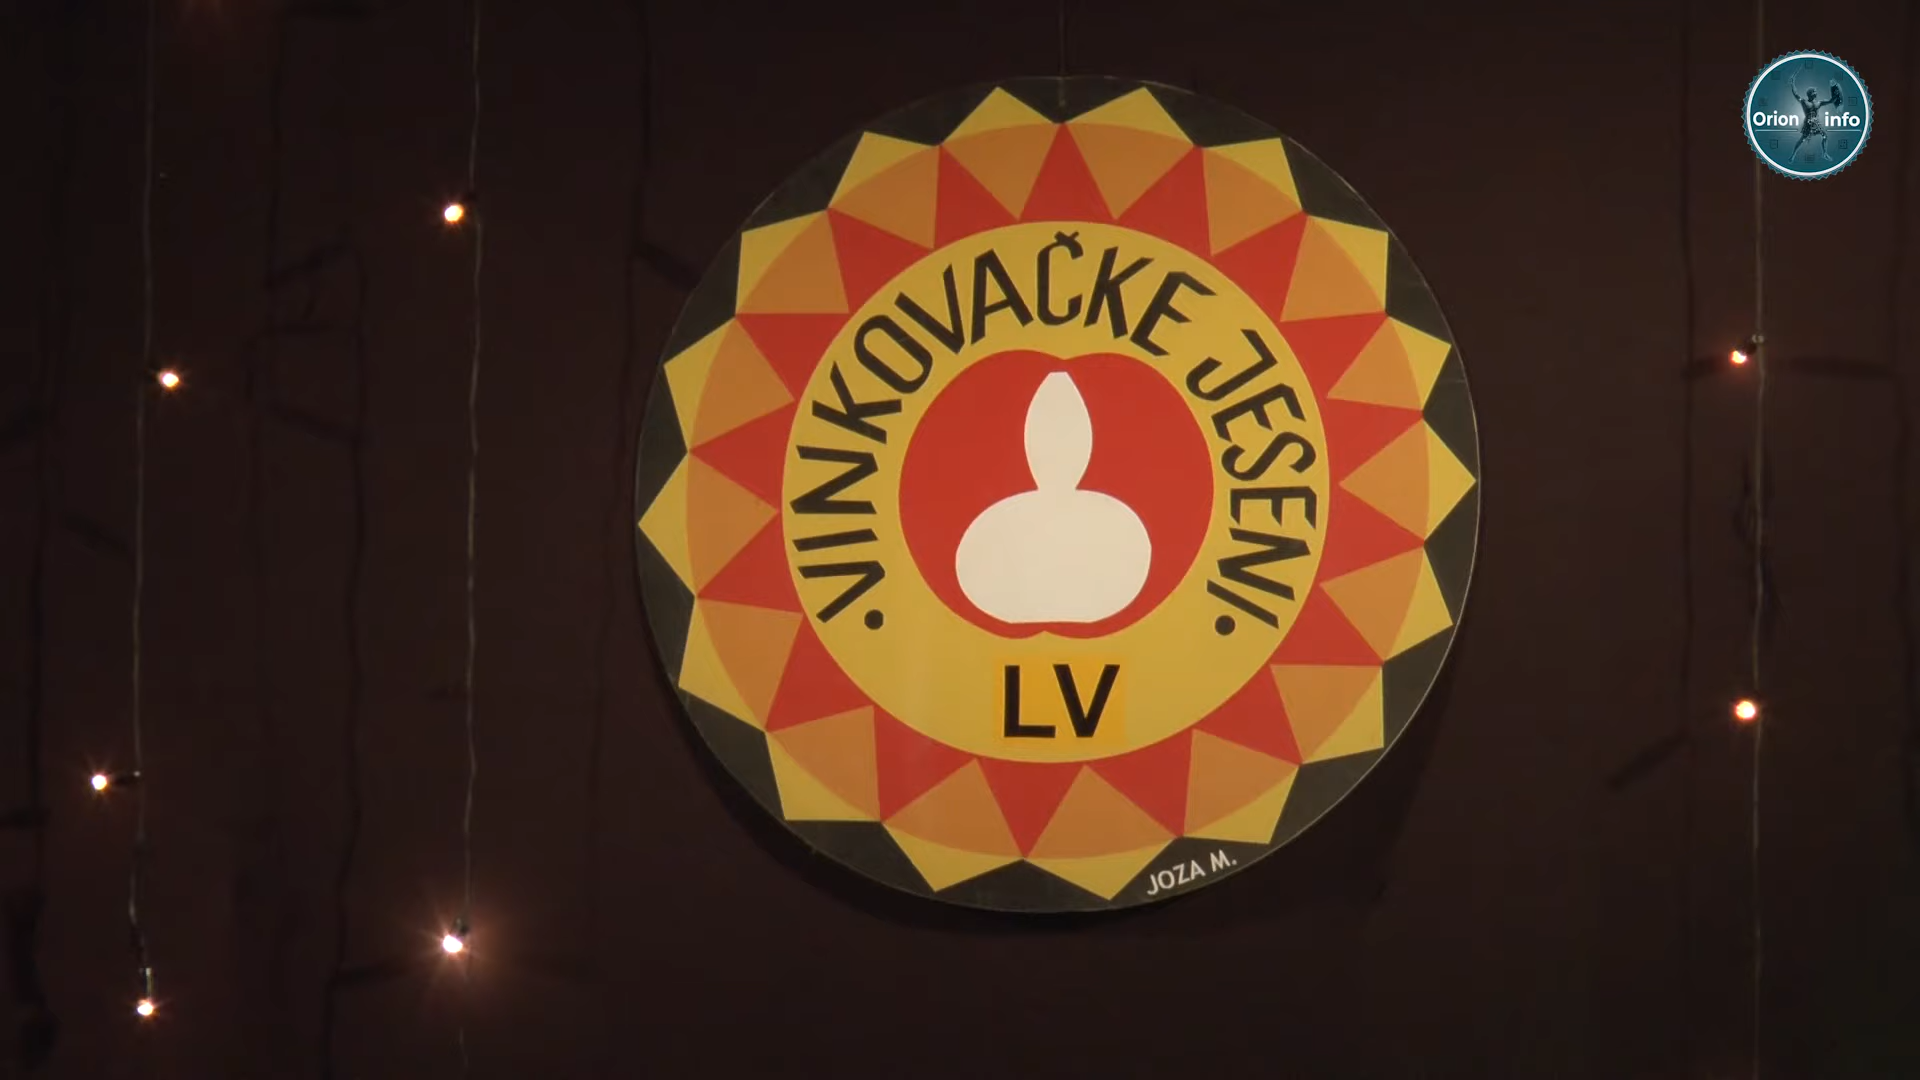 Orion info
• VINKOVAČKE JESENI •
LV
JOZA M.